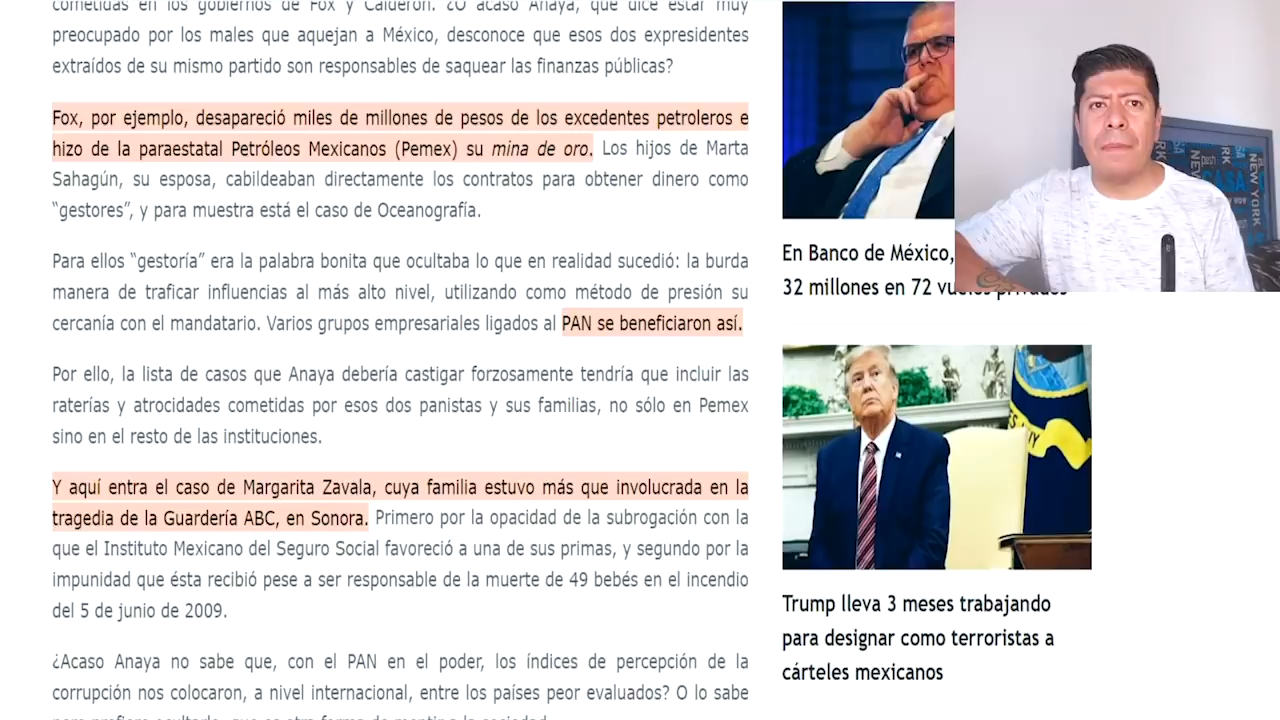 cometidas en los gobiernos de Fox y Calderón. ¿O acaso Anaya, que dice estar muy
preocupado por los males que aquejan a México, desconoce que esos dos expresidentes
extraídos de su mismo partido son responsables de saquear las finanzas públicas?
Fox, por ejemplo, desapareció miles de millones de pesos de los excedentes petroleros e
hizo de la paraestatal Petróleos Mexicanos (Pemex) su mina de oro. Los hijos de Marta
Sahagún, su esposa, cabildeaban directamente los contratos para obtener dinero como
“gestores”, y para muestra está el caso de Oceanografía.
Para ellos “gestoría” era la palabra bonita que ocultaba lo que en realidad sucedió: la burda
manera de traficar influencias al más alto nivel, utilizando como método de presión su
cercanía con el mandatario. Varios grupos empresariales ligados al PAN se beneficiaron así.
Por ello, la lista de casos que Anaya debería castigar forzosamente tendría que incluir las
raterías y atrocidades cometidas por esos dos panistas y sus familias, no sólo en Pemex
sino en el resto de las instituciones.
Y aquí entra el caso de Margarita Zavala, cuya familia estuvo más que involucrada en la
tragedia de la Guardería ABC, en Sonora. Primero por la opacidad de la subrogación con la
que el Instituto Mexicano del Seguro Social favoreció a una de sus primas, y segundo por la
impunidad que ésta recibió pese a ser responsable de la muerte de 49 bebés en el incendio
del 5 de junio de 2009.
¿Acaso Anaya no sabe que, con el PAN en el poder, los índices de percepción de la
corrupción nos colocaron, a nivel internacional, entre los países peor evaluados? O lo sabe
En Banco de México,
32 millones en 72 vuelos privados
Trump lleva 3 meses trabajando
para designar como terroristas a
cárteles mexicanos
CASA
NEW YORK